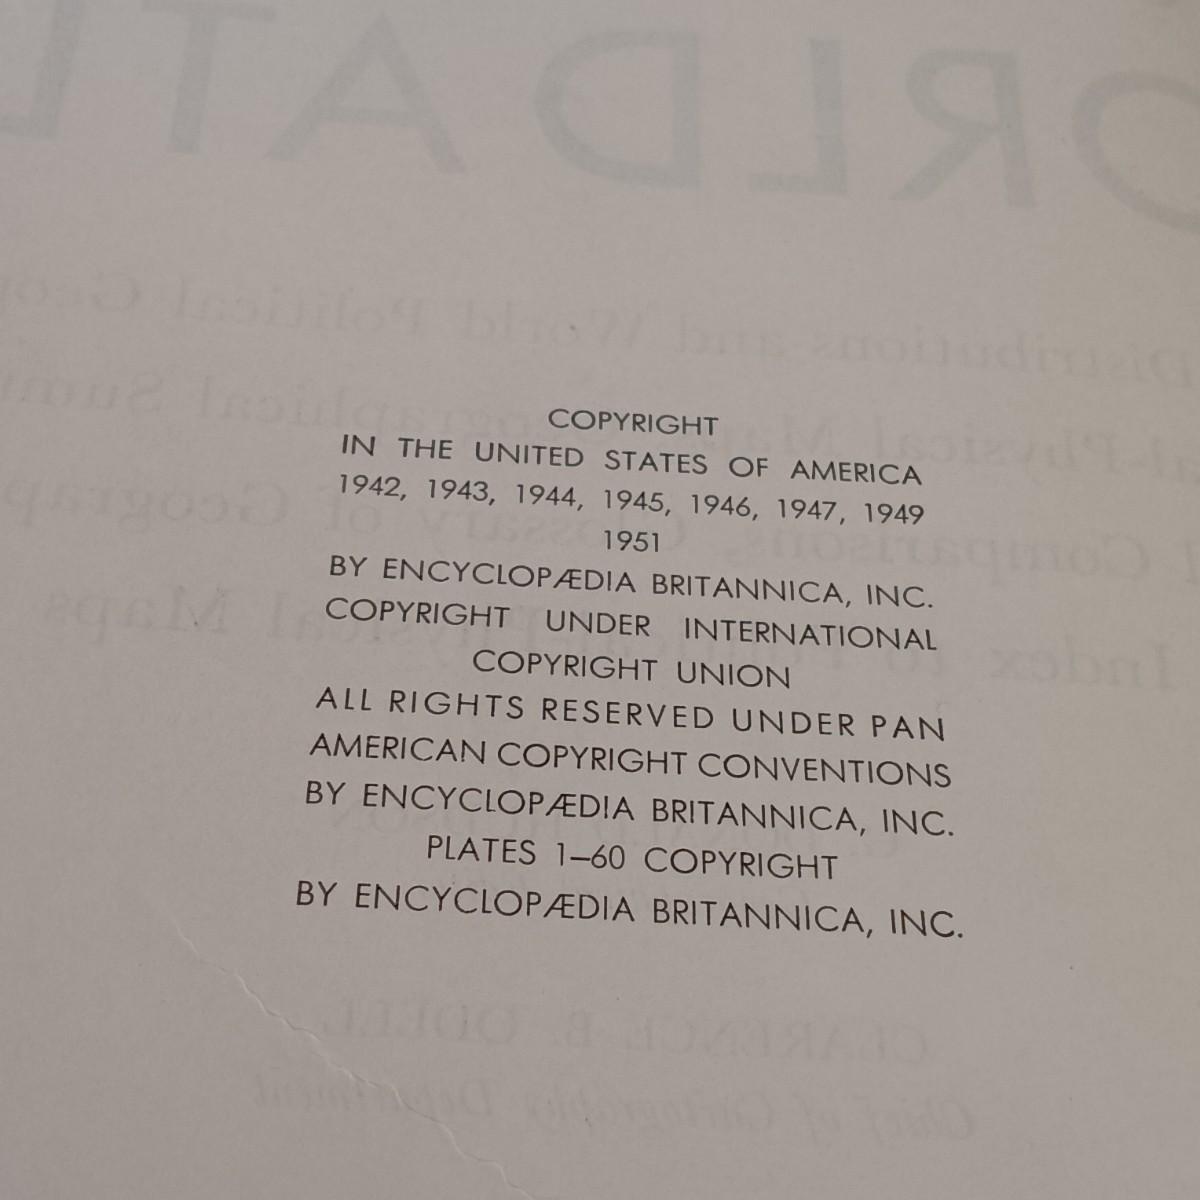 COPYRIGHT
IN THE UNITED STATES OF AMERICA
1942, 1943, 1944, 1945, 1946, 1947, 1949
1951
BY ENCYCLOPÆDIA BRITANNICA, INC.
COPYRIGHT UNDER INTERNATIONAL
COPYRIGHT UNION
ALL RIGHTS RESERVED UNDER PAN
AMERICAN COPYRIGHT CONVENTIONS
BY ENCYCLOPÆDIA BRITANNICA, INC.
PLATES 1–60 COPYRIGHT
BY ENCYCLOPÆDIA BRITANNICA, INC.